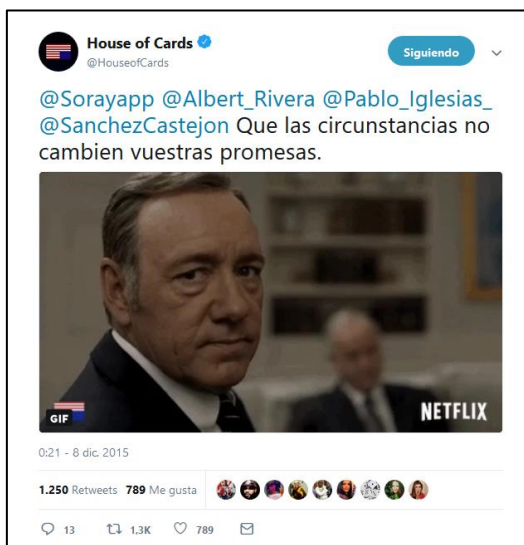 House of Cards
@HouseofCards
Siguiendo
@Sorayapp @Albert_Rivera @Pablo_Iglesias_
@SanchezCastejon Que las circunstancias no
cambien vuestras promesas.
NETFLIX
GIF
0:21 - 8 dic. 2015
1.250 Retweets 789 Me gusta
13 1,3K 789